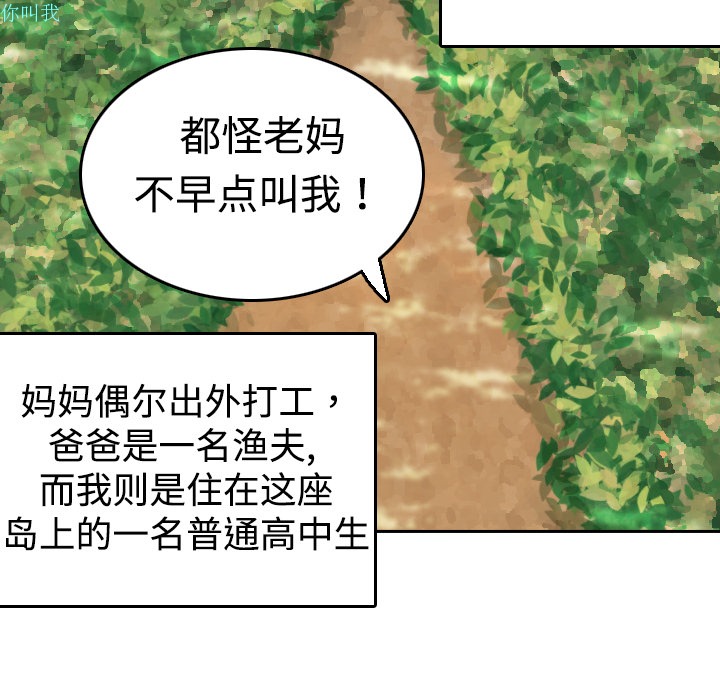 你叫我
都怪老妈
不早点叫我！
妈妈偶尔出外打工，
爸爸是一名渔夫,
而我则是住在这座
岛上的一名普通高中生